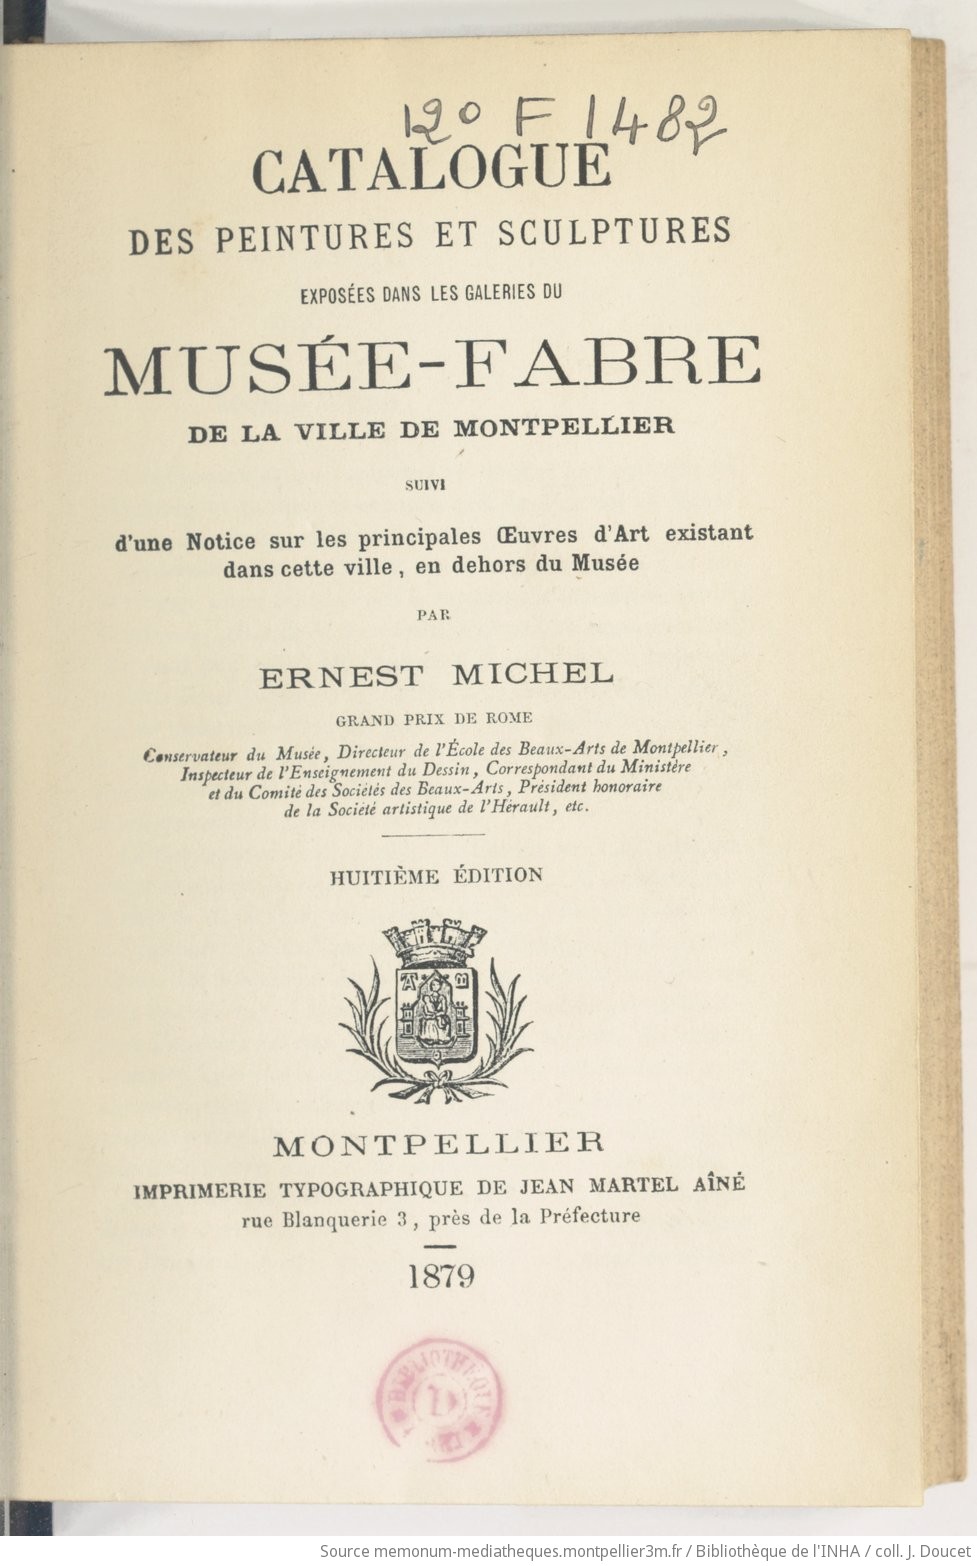 12° F 1482
CATALOGUE
DES PEINTURES ET SCULPTURES
EXPOSÉES DANS LES GALERIES DU
MUSÉE-FABRE
DE LA VILLE DE MONTPELLIER
SUIVI
d'une Notice sur les principales Œuvres d'Art existant
dans cette ville, en dehors du Musée
PAR
ERNEST MICHEL
GRAND PRIX DE ROME
Conservateur du Musée, Directeur de l'École des Beaux-Arts de Montpellier,
Inspecteur de l'Enseignement du Dessin, Correspondant du Ministère
et du Comité des Sociétés des Beaux-Arts, Président honoraire
de la Société artistique de l'Hérault, etc.
HUITIÈME ÉDITION
A M
MONTPELLIER
IMPRIMERIE TYPOGRAPHIQUE DE JEAN MARTEL AÎNÉ
rue Blanquerie 3, près de la Préfecture
1879
BIBLIOTHEQUE
D
Source memonum-mediatheques.montpellier3m.fr / Bibliothèque de l'INHA / coll. J. Doucet